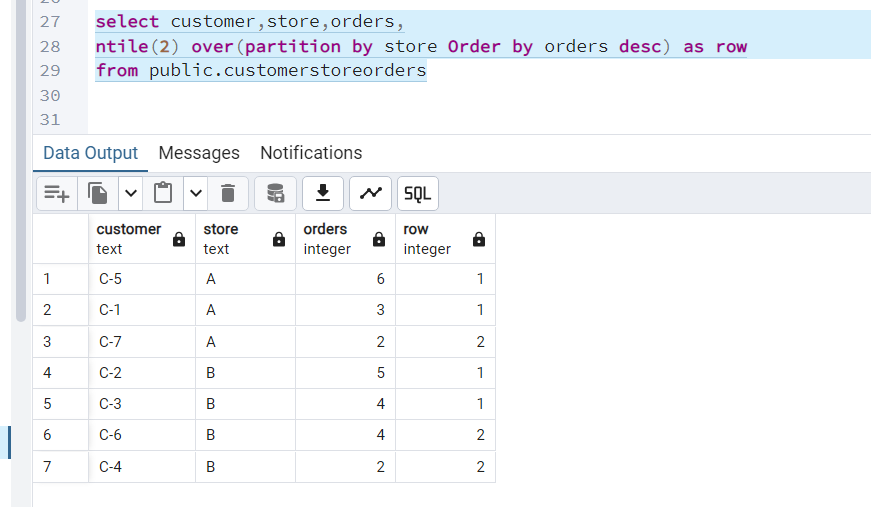 26
27 select customer,store,orders,
28 ntile(2) over(partition by store Order by orders desc) as row
29 from public.customerstoreorders
30
31
Data Output Messages Notifications
SQL
customer store orders row
text text integer integer
1 C-5 A 6 1
2 C-1 A 3 1
3 C-7 A 2 2
4 C-2 B 5 1
5 C-3 B 4 1
6 C-6 B 4 2
7 C-4 B 2 2